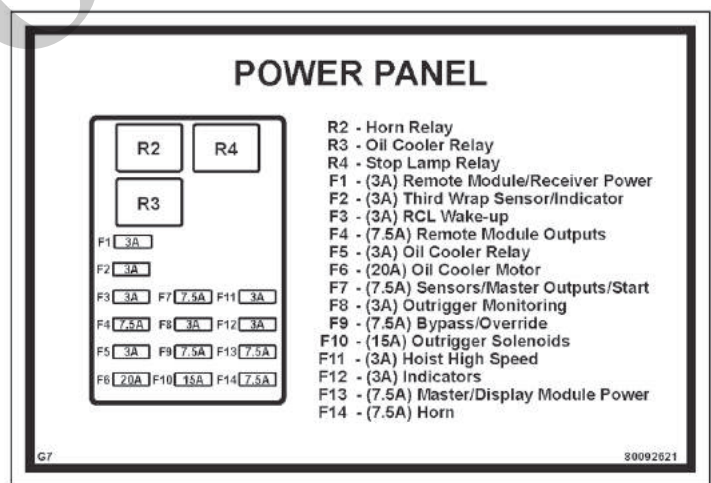 POWER PANEL
R2 R4
R3
F1 3A
F2 3A
F3 3A F7 7.5A F11 3A
F4 7.5A F8 3A F12 3A
F5 3A F9 7.5A F13 7.5A
F6 20A F10 15A F14 7.5A
R2 - Horn Relay
R3 - Oil Cooler Relay
R4 - Stop Lamp Relay
F1 - (3A) Remote Module/Receiver Power
F2 - (3A) Third Wrap Sensor/Indicator
F3 - (3A) RCL Wake-up
F4 - (7.5A) Remote Module Outputs
F5 - (3A) Oil Cooler Relay
F6 - (20A) Oil Cooler Motor
F7 - (7.5A) Sensors/Master Outputs/Start
F8 - (3A) Outrigger Monitoring
F9 - (7.5A) Bypass/Override
F10 - (15A) Outrigger Solenoids
F11 - (3A) Hoist High Speed
F12 - (3A) Indicators
F13 - (7.5A) Master/Display Module Power
F14 - (7.5A) Horn
G7 80092621